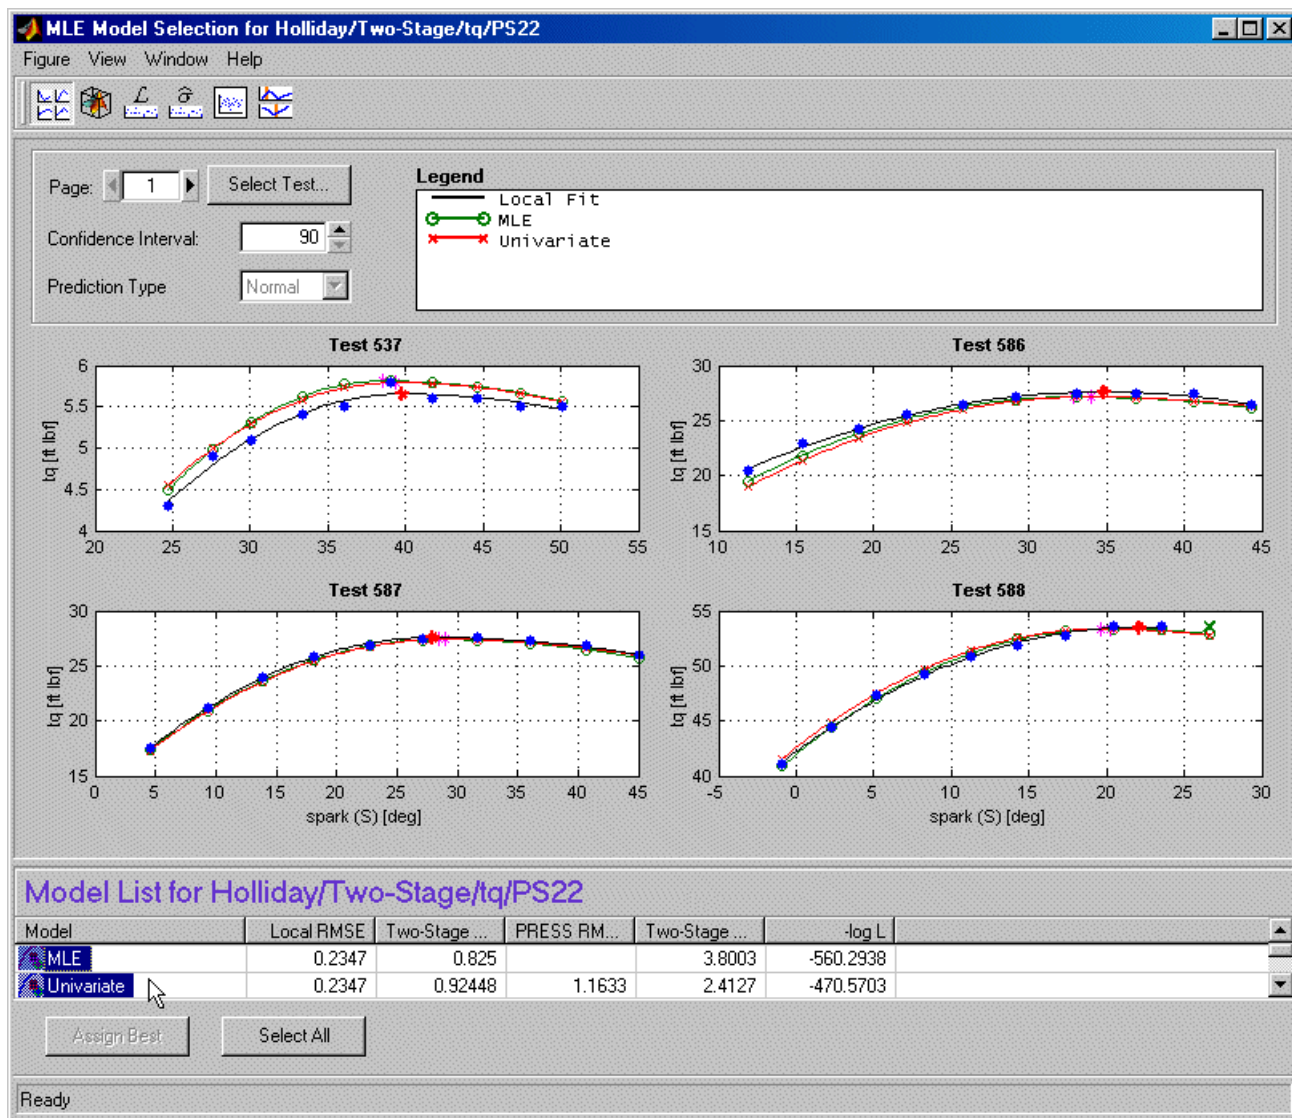 MLE Model Selection for Holliday/Two-Stage/tq/PS22
Figure View Window Help
Page: 1 Select Test...
Confidence Interval: 90
Prediction Type Normal
Legend
Local Fit
MLE
Univariate
Test 537
6
5.5
5
4.5
4
tq [ft lbf]
20 25 30 35 40 45 50 55
Test 586
30
25
20
15
tq [ft lbf]
10 15 20 25 30 35 40 45
Test 587
30
25
20
15
tq [ft lbf]
0 5 10 15 20 25 30 35 40 45
spark (S) [deg]
Test 588
55
50
45
40
tq [ft lbf]
-5 0 5 10 15 20 25 30
spark (S) [deg]
Model List for Holliday/Two-Stage/tq/PS22
Model Local RMSE Two-Stage ... PRESS RM... Two-Stage ... -log L
MLE 0.2347 0.825 3.8003 -560.2938
Univariate 0.2347 0.92448 1.1633 2.4127 -470.5703
Assign Best Select All
Ready